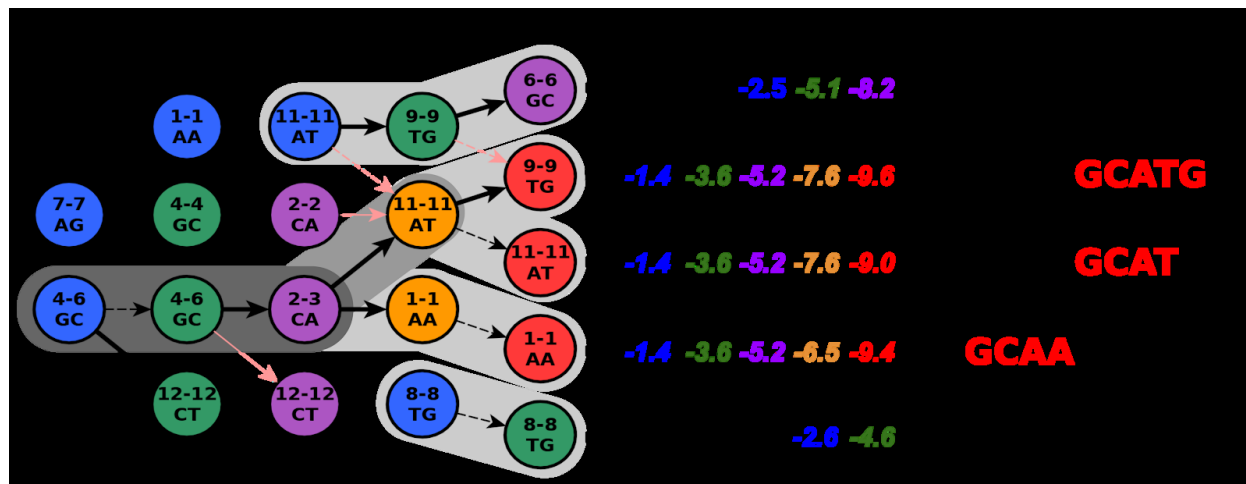 6-6
GC
-2.5 -5.1 -8.2
1-1
AA
11-11
AT
9-9
TG
9-9
TG
-1.4 -3.6 -5.2 -7.6 -9.6
GCATG
7-7
AG
4-4
GC
2-2
CA
11-11
AT
11-11
AT
-1.4 -3.6 -5.2 -7.6 -9.0
GCAT
4-6
GC
4-6
GC
2-3
CA
1-1
AA
1-1
AA
-1.4 -3.6 -5.2 -6.5 -9.4
GCAA
12-12
CT
12-12
CT
8-8
TG
8-8
TG
-2.6 -4.6